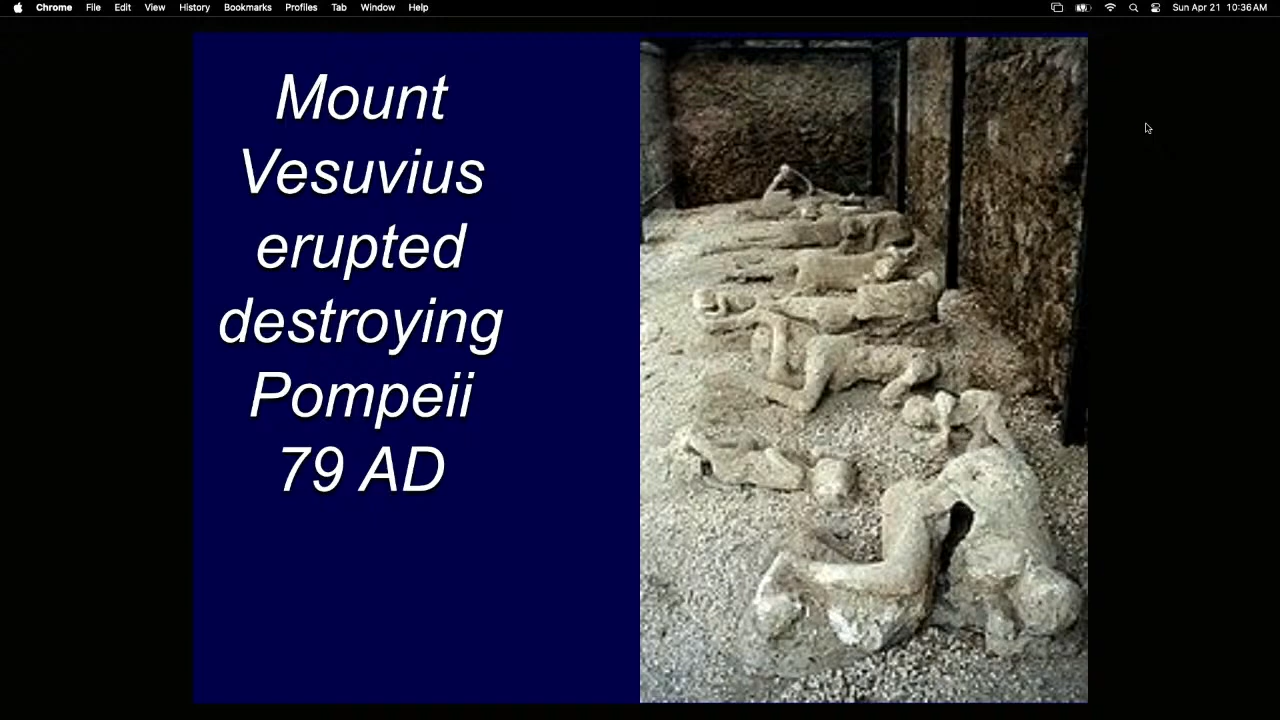 Chrome File Edit View History Bookmarks Profiles Tab Window Help Sun Apr 21 10:36 AM
Mount
Vesuvius
erupted
destroying
Pompeii
79 AD